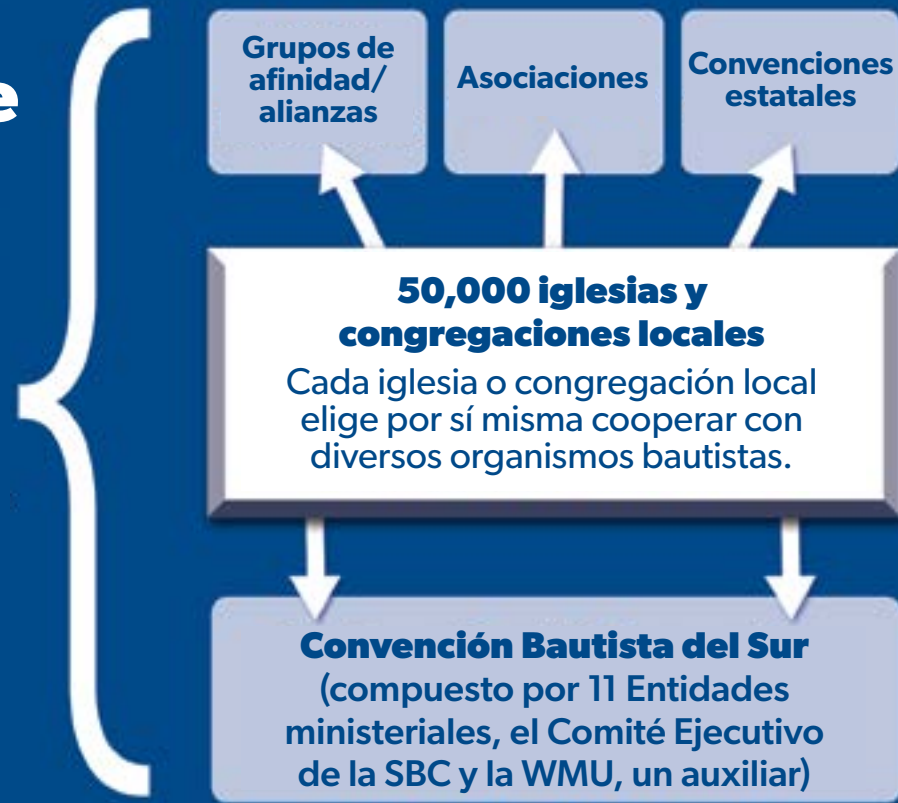 e
Grupos de
afinidad/
alianzas
Asociaciones
Convenciones
estatales
50,000 iglesias y
congregaciones locales
Cada iglesia o congregación local
elige por sí misma cooperar con
diversos organismos bautistas.
Convención Bautista del Sur
(compuesto por 11 Entidades
ministeriales, el Comité Ejecutivo
de la SBC y la WMU, un auxiliar)